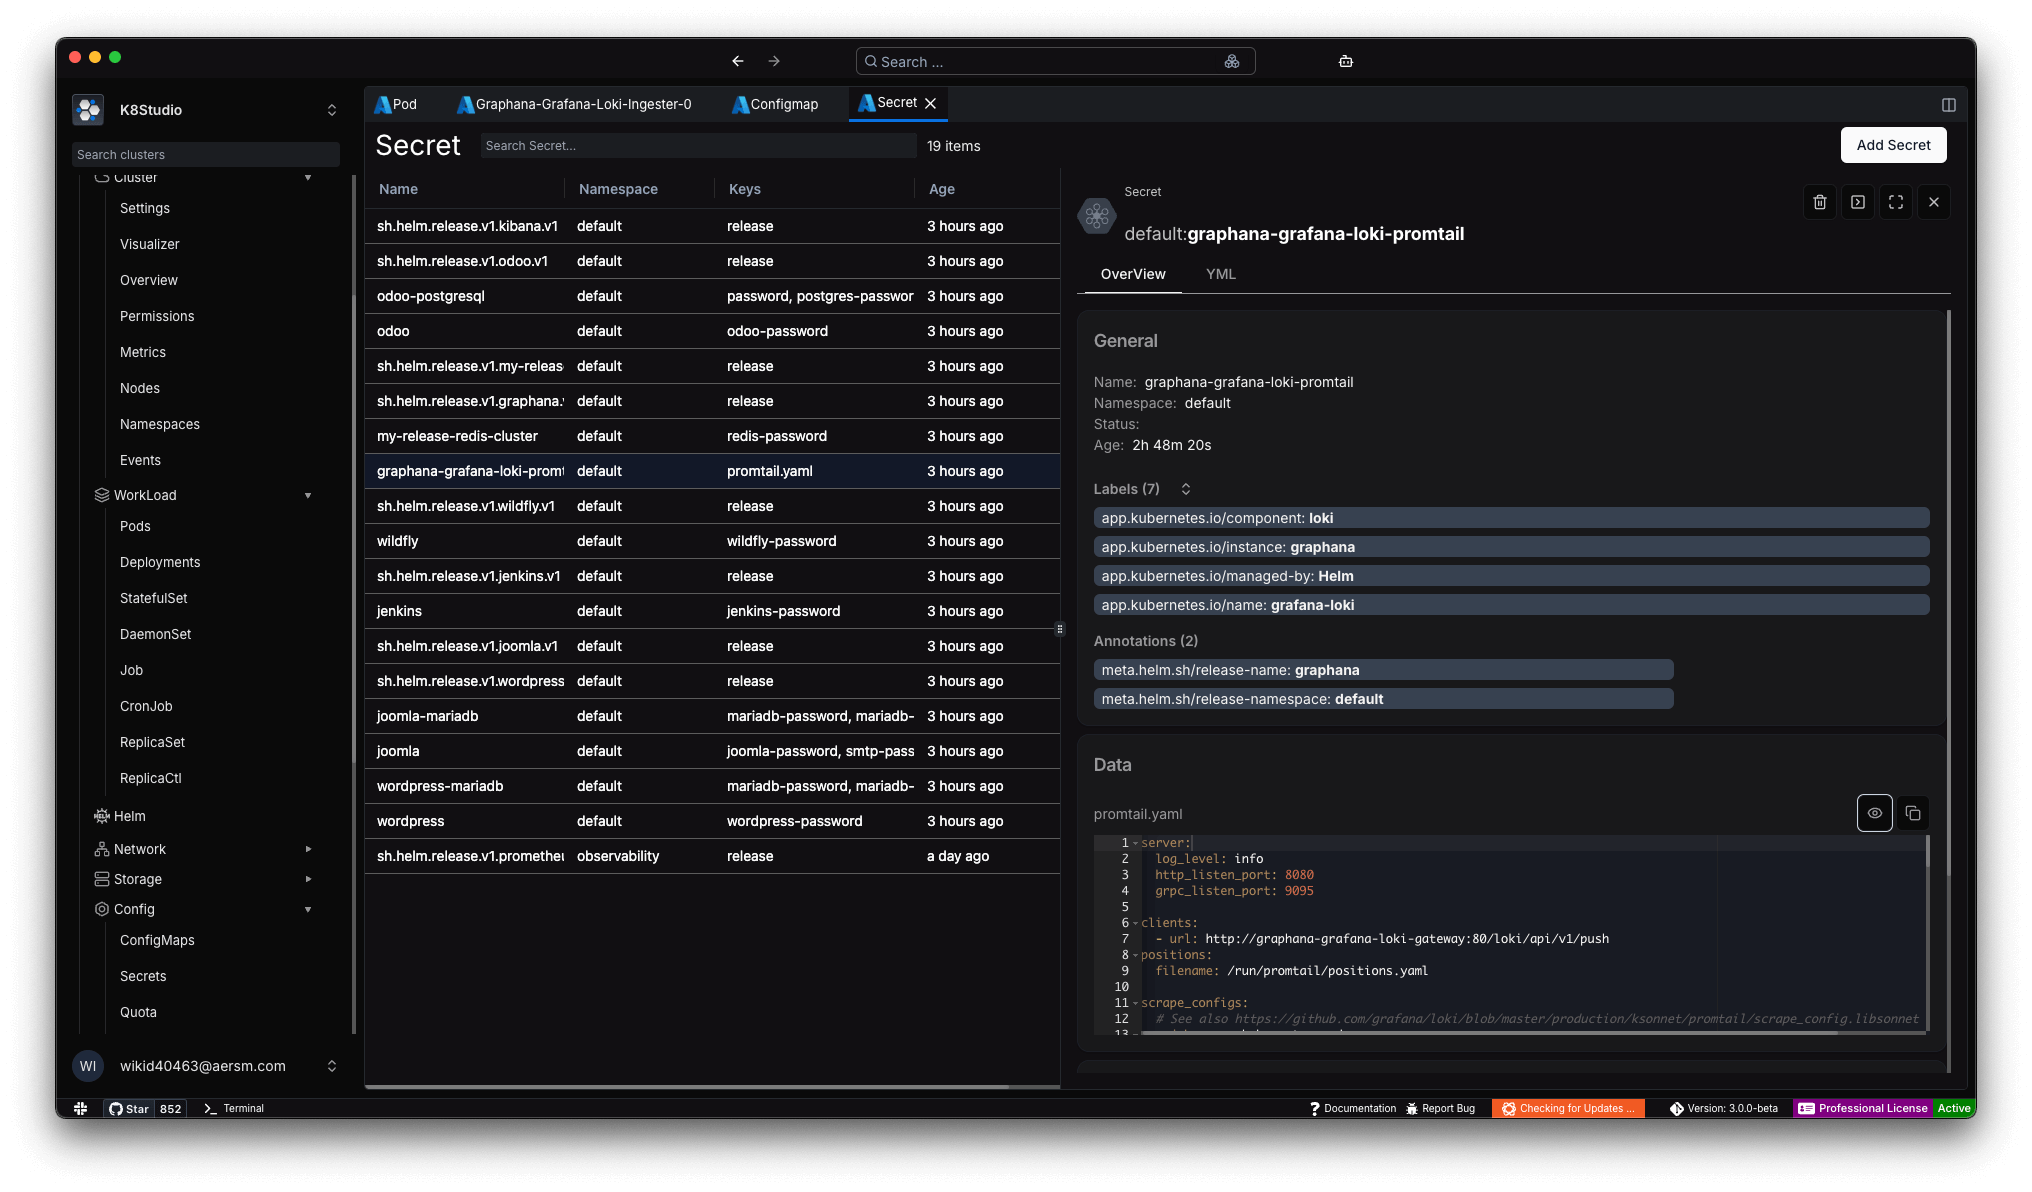 Search ...
K8Studio
Search clusters
Cluster
Settings
Visualizer
Overview
Permissions
Metrics
Nodes
Namespaces
Events
WorkLoad
Pods
Deployments
StatefulSet
DaemonSet
Job
CronJob
ReplicaSet
ReplicaCtl
HELM Helm
Network
Storage
Config
ConfigMaps
Secrets
Quota
WI wikid40463@aersm.com
Pod Graphana-Grafana-Loki-Ingester-0 Configmap Secret
Secret Search Secret... 19 items Add Secret
Name Namespace Keys Age
sh.helm.release.v1.kibana.v1 default release 3 hours ago
sh.helm.release.v1.odoo.v1 default release 3 hours ago
odoo-postgresql default password, postgres-passwor 3 hours ago
odoo default odoo-password 3 hours ago
sh.helm.release.v1.my-releas default release 3 hours ago
sh.helm.release.v1.graphana. default release 3 hours ago
my-release-redis-cluster default redis-password 3 hours ago
graphana-grafana-loki-promt default promtail.yaml 3 hours ago
sh.helm.release.v1.wildfly.v1 default release 3 hours ago
wildfly default wildfly-password 3 hours ago
sh.helm.release.v1.jenkins.v1 default release 3 hours ago
jenkins default jenkins-password 3 hours ago
sh.helm.release.v1.joomla.v1 default release 3 hours ago
sh.helm.release.v1.wordpress default release 3 hours ago
joomla-mariadb default mariadb-password, mariadb- 3 hours ago
joomla default joomla-password, smtp-pass 3 hours ago
wordpress-mariadb default mariadb-password, mariadb- 3 hours ago
wordpress default wordpress-password 3 hours ago
sh.helm.release.v1.prometheu observability release a day ago
Secret
default:graphana-grafana-loki-promtail
OverView YML
General
Name: graphana-grafana-loki-promtail
Namespace: default
Status:
Age: 2h 48m 20s
Labels (7)
app.kubernetes.io/component: loki
app.kubernetes.io/instance: graphana
app.kubernetes.io/managed-by: Helm
app.kubernetes.io/name: grafana-loki
Annotations (2)
meta.helm.sh/release-name: graphana
meta.helm.sh/release-namespace: default
Data
promtail.yaml
1 server:
2 log_level: info
3 http_listen_port: 8080
4 grpc_listen_port: 9095
5
6 clients:
7 - url: http://graphana-grafana-loki-gateway:80/loki/api/v1/push
8 positions:
9 filename: /run/promtail/positions.yaml
10
11 scrape_configs:
12 # See also https://github.com/grafana/loki/blob/master/production/ksonnet/promtail/scrape_config.libsonnet
13
Star 852 Terminal Documentation Report Bug Checking for Updates ... Version: 3.0.0-beta Professional License Active